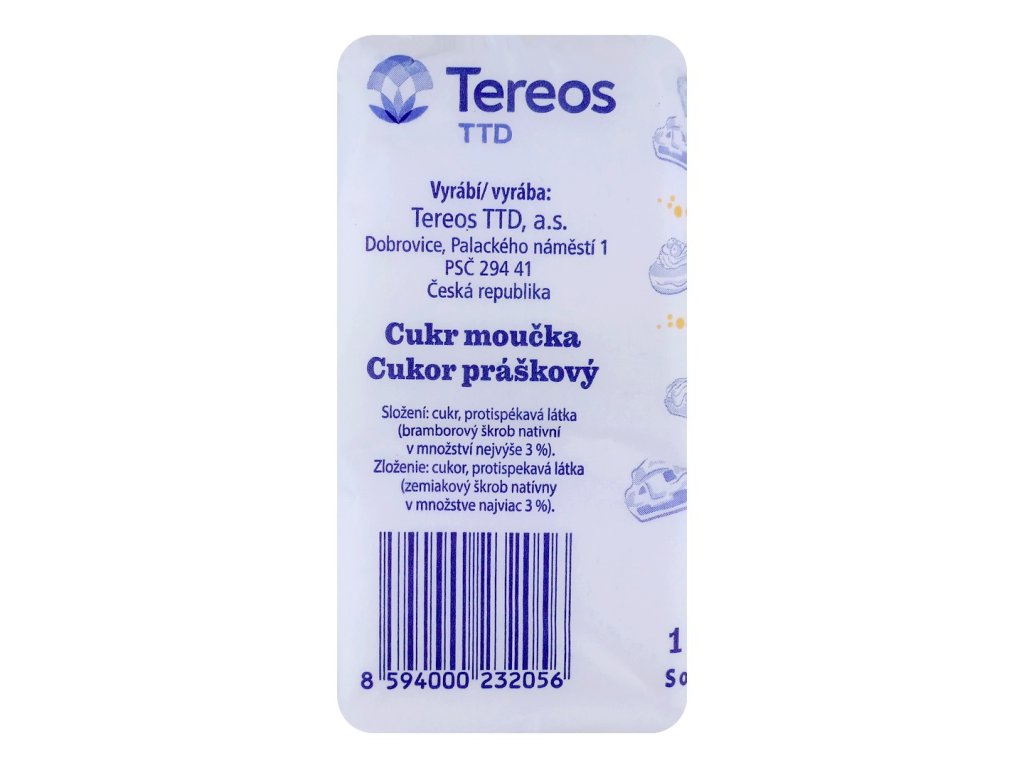 Tereos
TTD
Vyrábí/ vyrába:
Tereos TTD, a.s.
Dobrovice, Palackého náměstí 1
PSČ 294 41
Česká republika
Cukr moučka
Cukor práškový
Složení: cukr, protispékavá látka
(bramborový škrob nativní
v množství nejvýše 3 %).
Zloženie: cukor, protispekavá látka
(zemiakový škrob natívny
v množstve najviac 3 %).
1
8 594000 232056